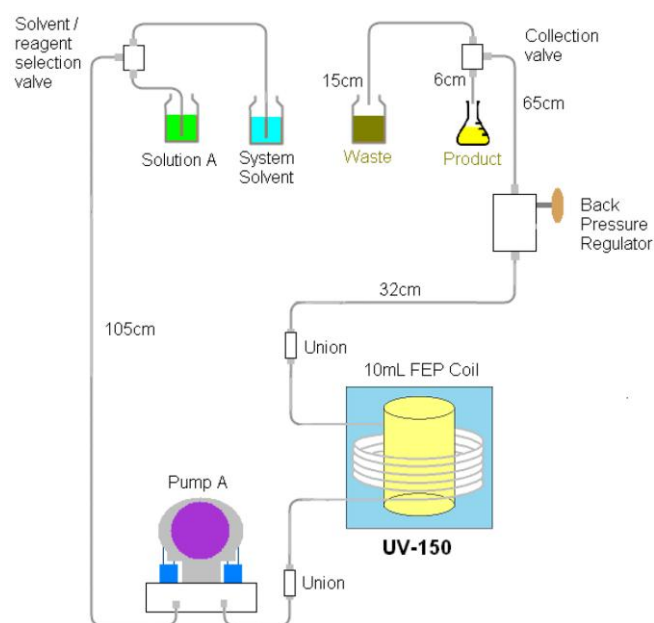 Solvent /
reagent
selection
valve
Solution A
System
Solvent
15cm
Waste
6cm
Product
Collection
valve
65cm
Back
Pressure
Regulator
32cm
105cm
Union
10mL FEP Coil
Pump A
UV-150
Union